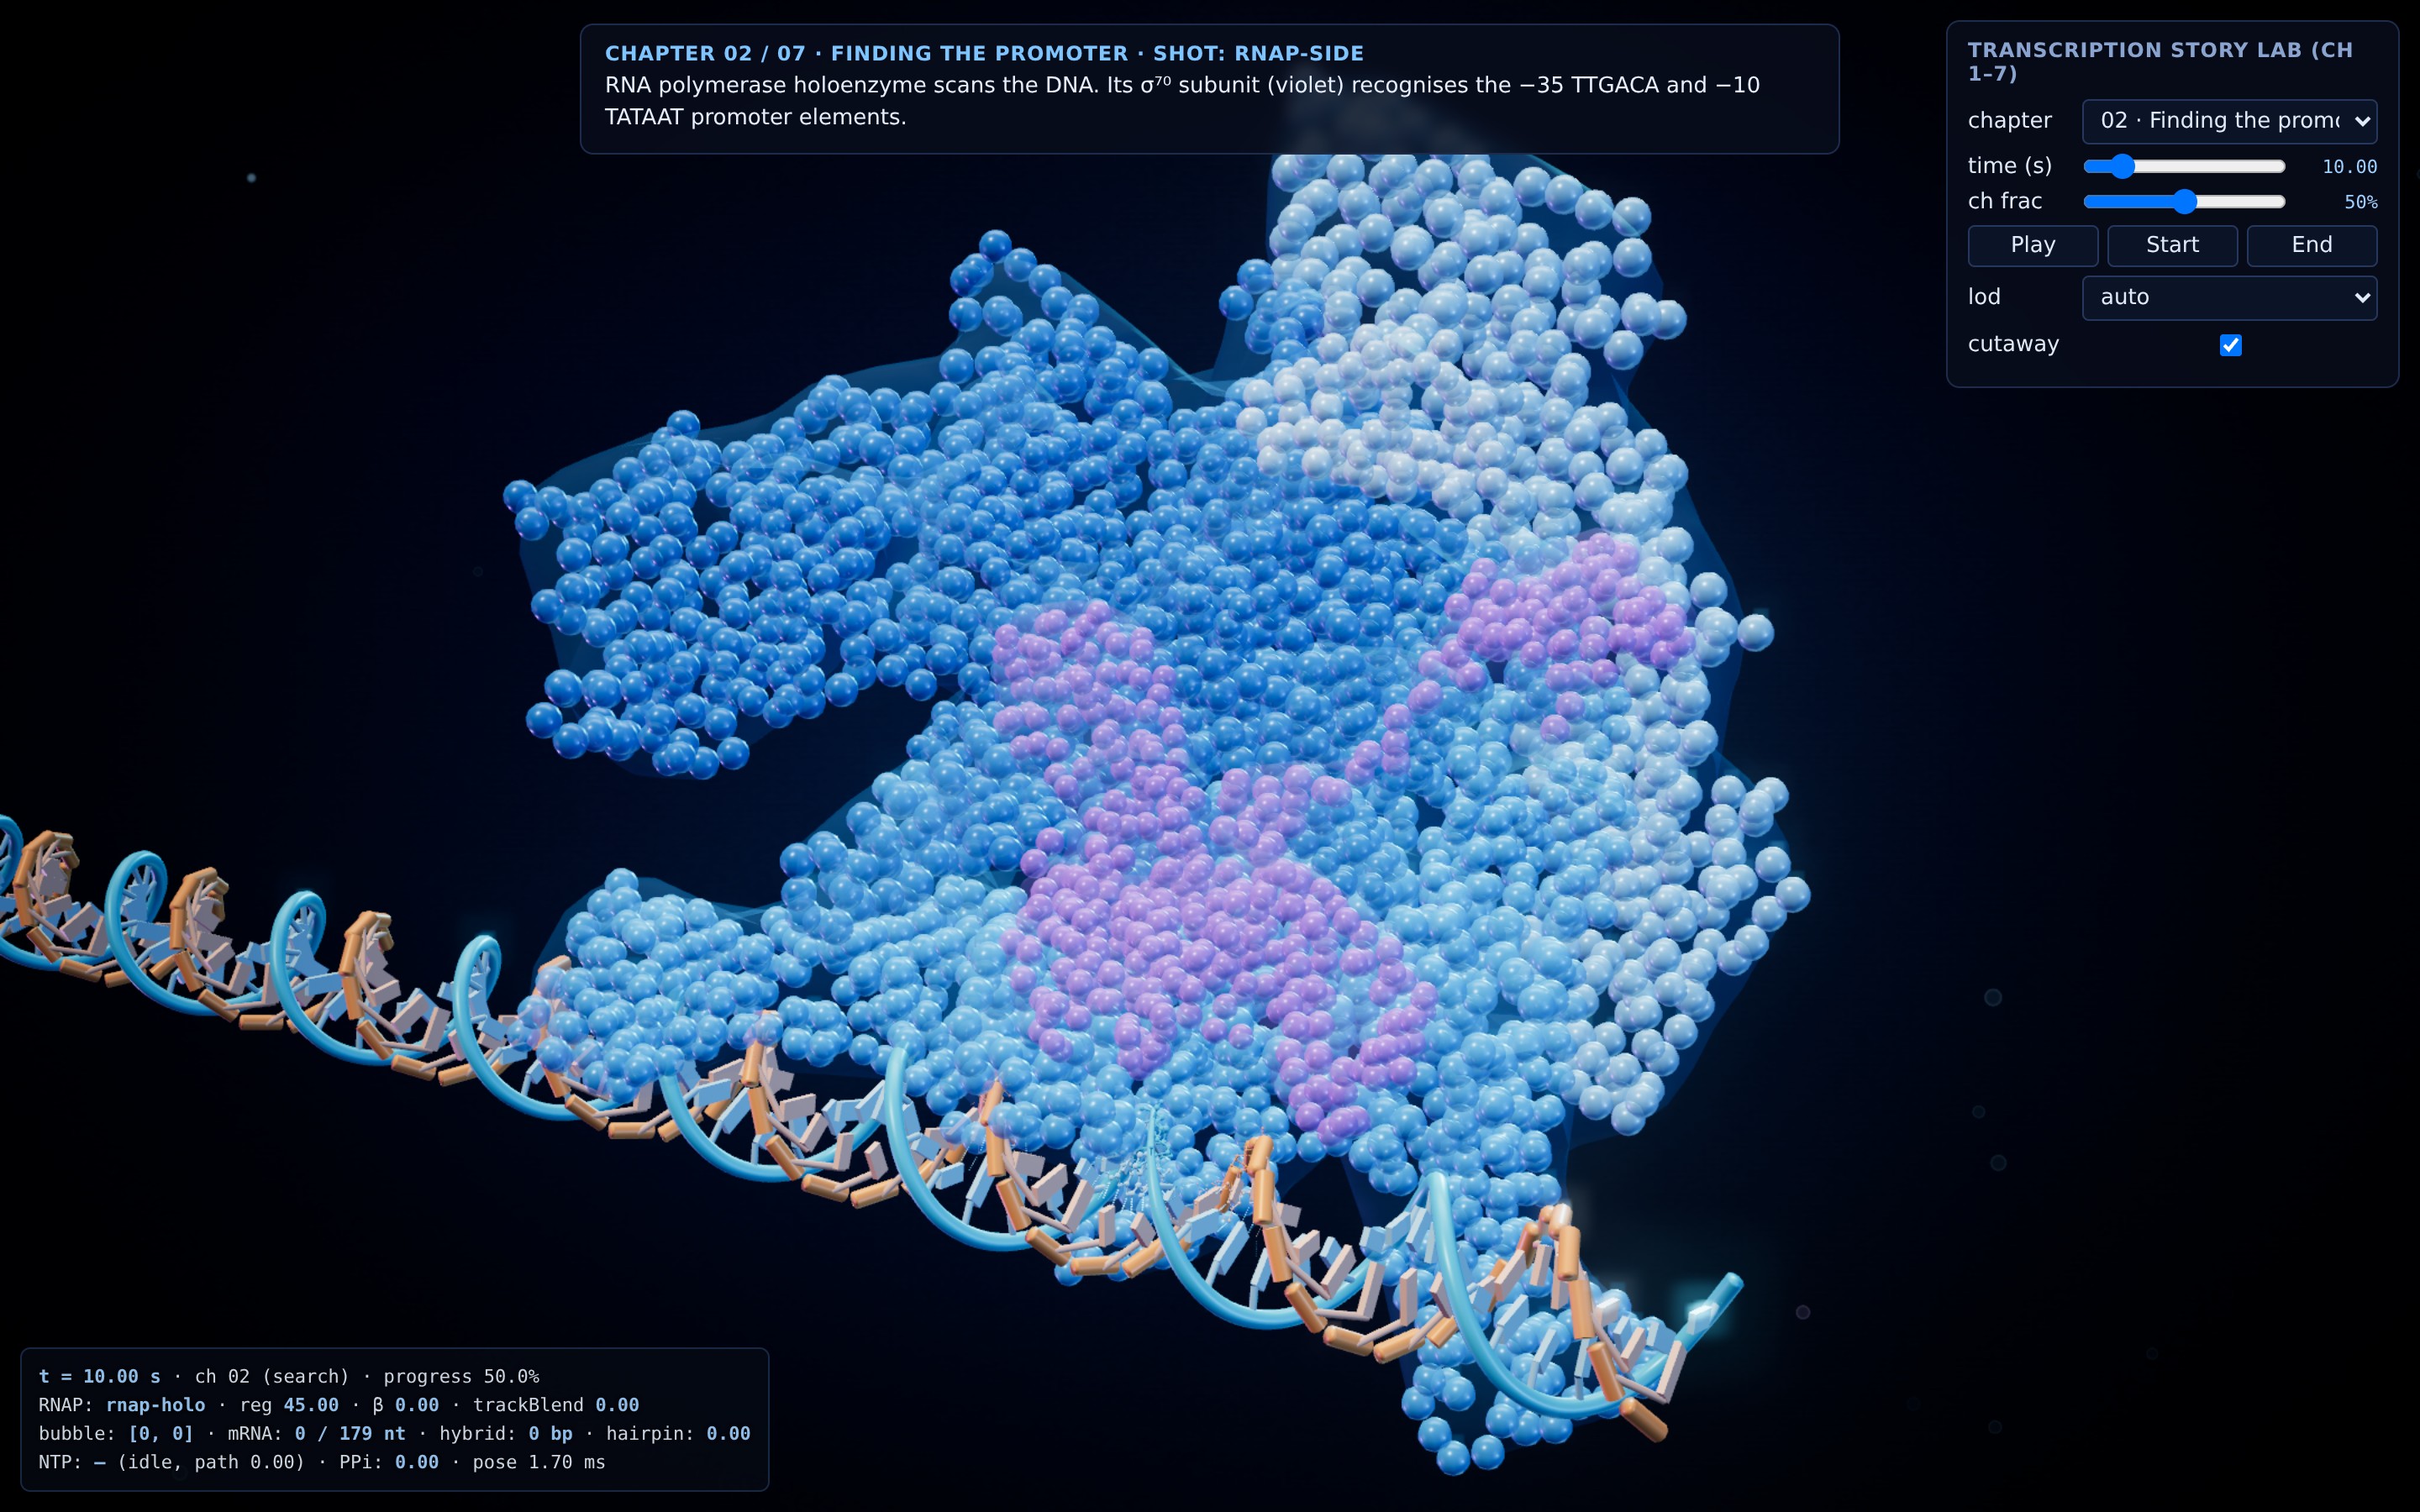 CHAPTER 02 / 07 · FINDING THE PROMOTER · SHOT: RNAP-SIDE
RNA polymerase holoenzyme scans the DNA. Its σ⁷⁰ subunit (violet) recognises the −35 TTGACA and −10
TATAAT promoter elements.
TRANSCRIPTION STORY LAB (CH
1–7)
chapter 02 · Finding the promo
time (s) 10.00
ch frac 50%
Play Start End
lod auto
cutaway
t = 10.00 s · ch 02 (search) · progress 50.0%
RNAP: rnap-holo · reg 45.00 · β 0.00 · trackBlend 0.00
bubble: [0, 0] · mRNA: 0 / 179 nt · hybrid: 0 bp · hairpin: 0.00
NTP: — (idle, path 0.00) · PPi: 0.00 · pose 1.70 ms